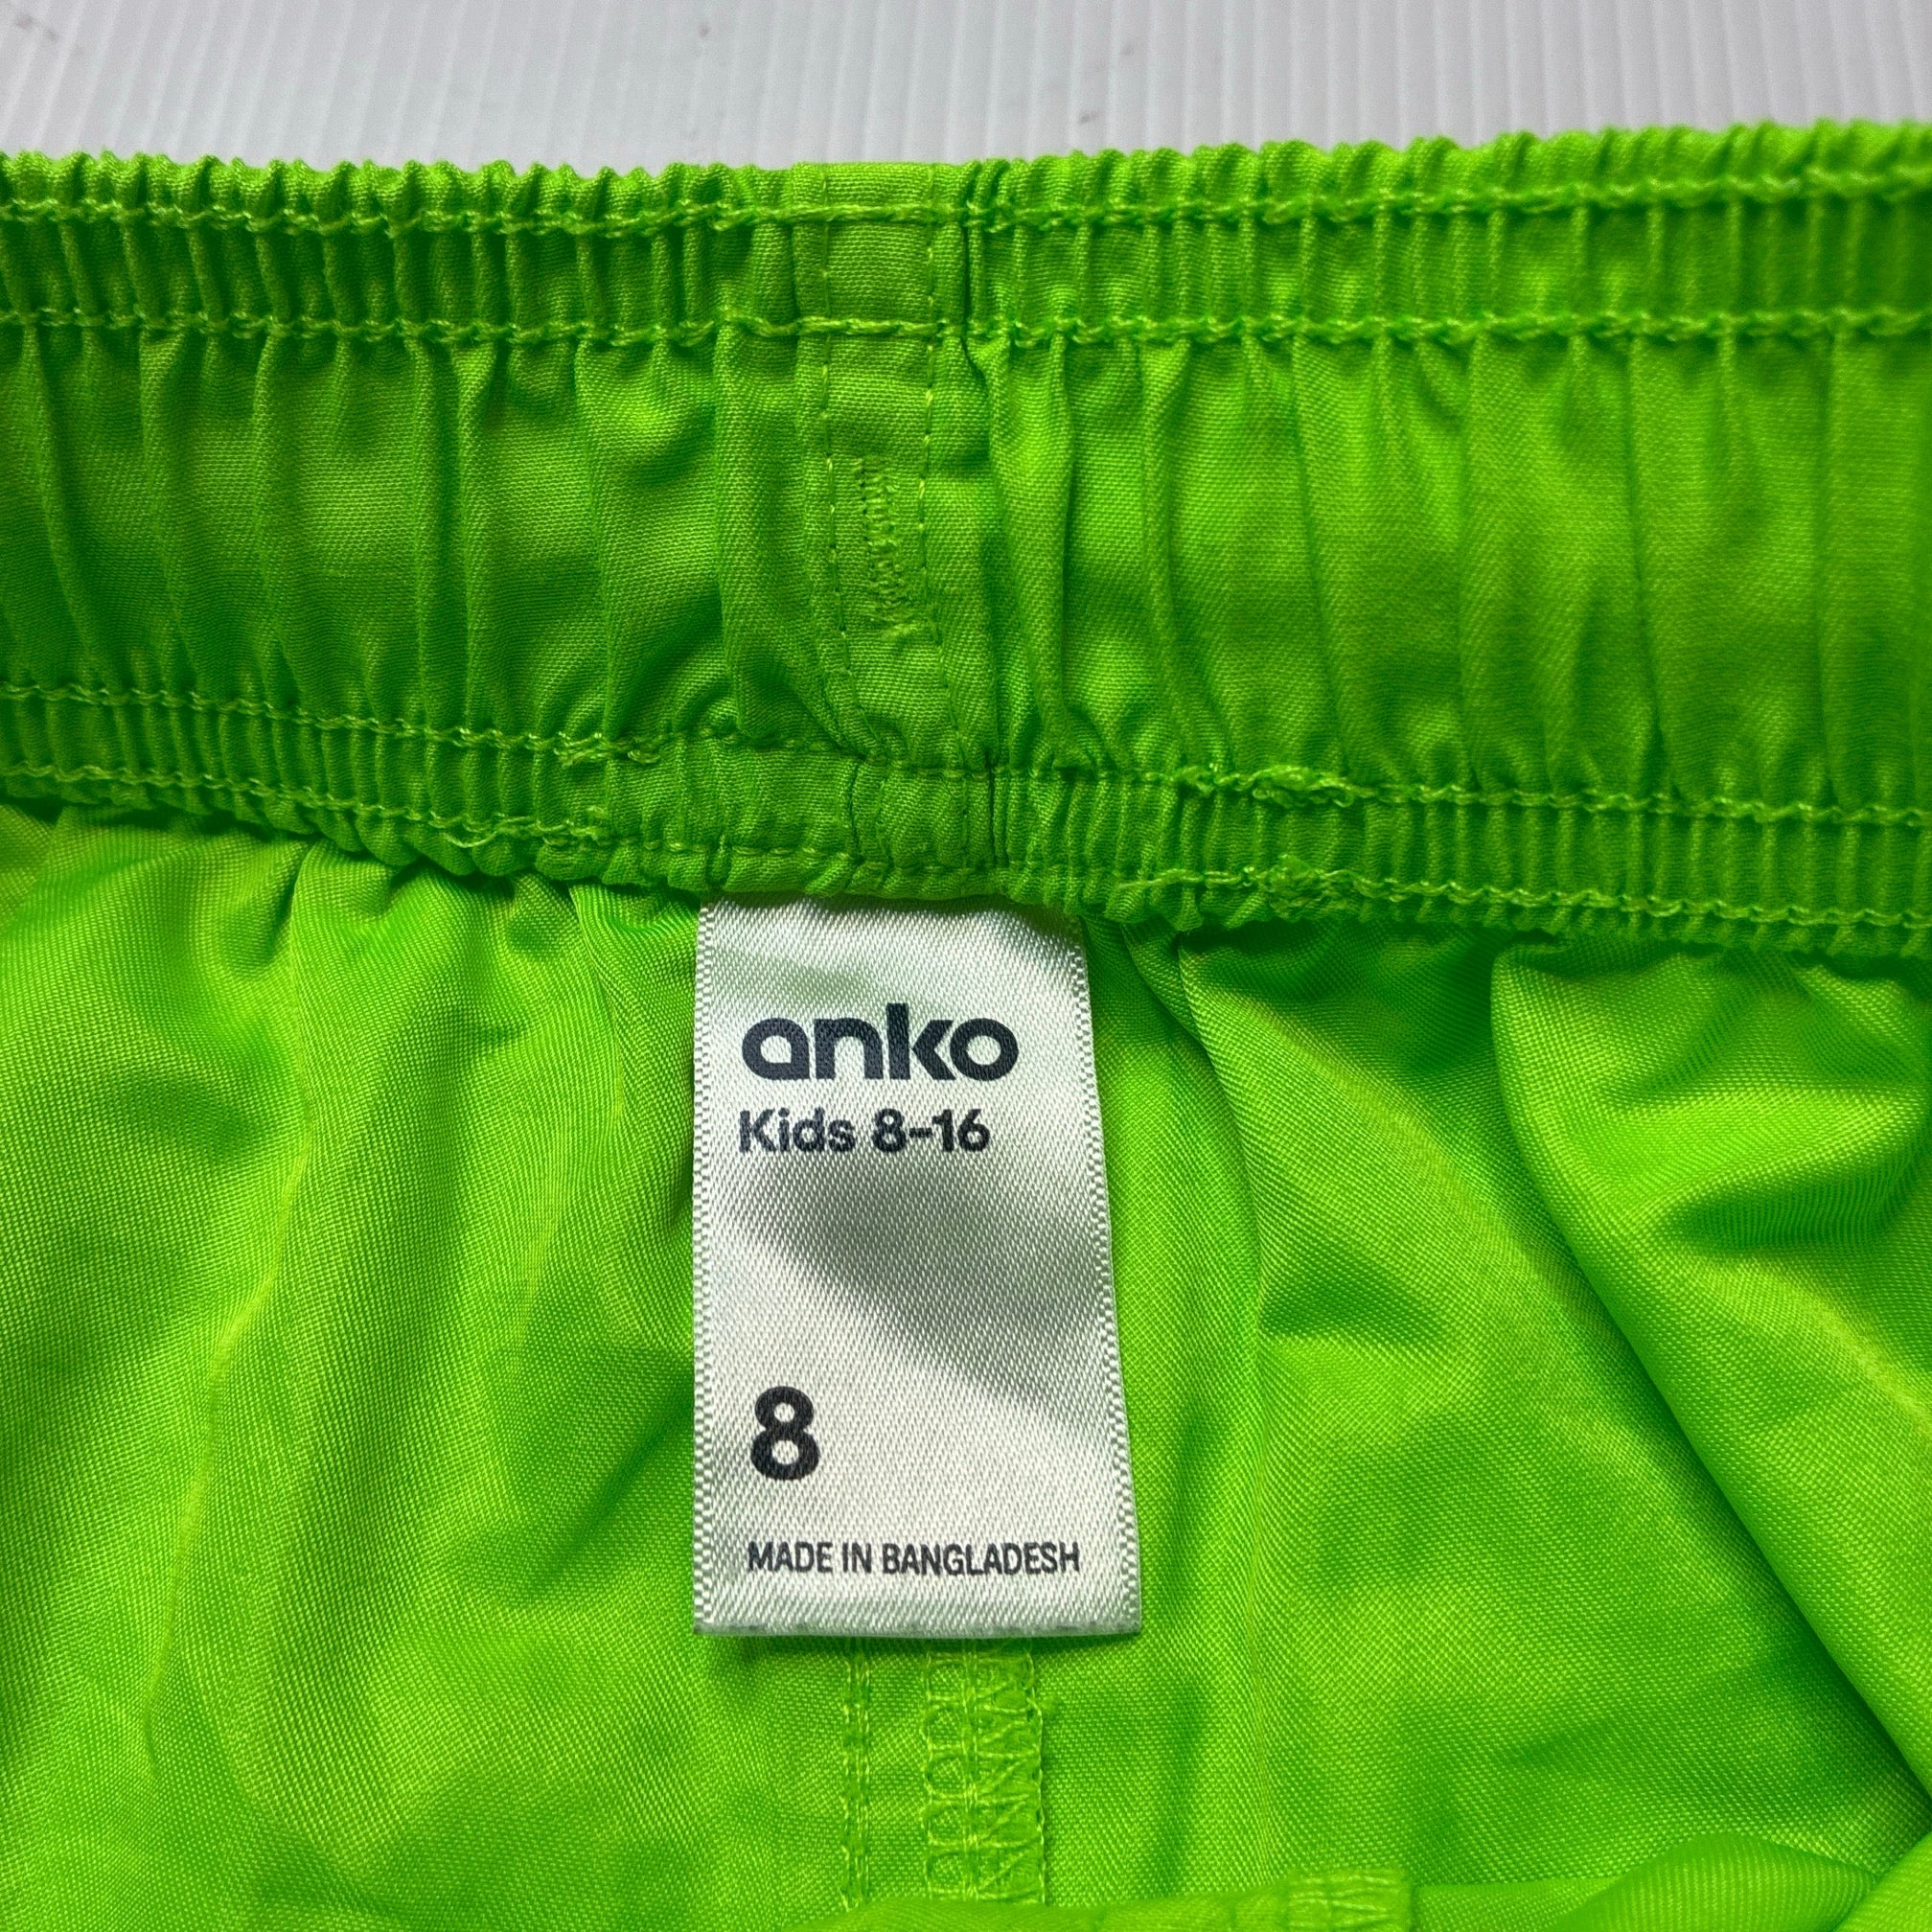 anko
Kids 8-16
8
MADE IN BANGLADESH